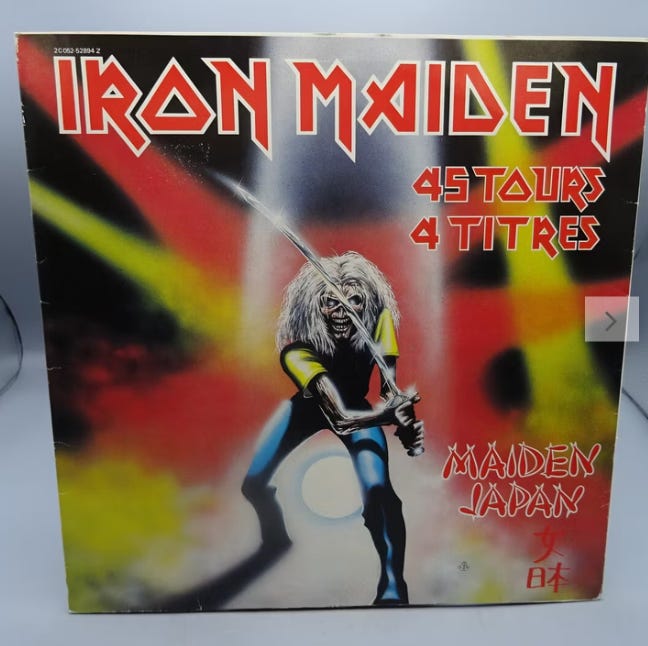 2C 052-52894 Z
IRON MAIDEN
45 TOURS
4 TITRES
MAIDEN
JAPAN
女
日本